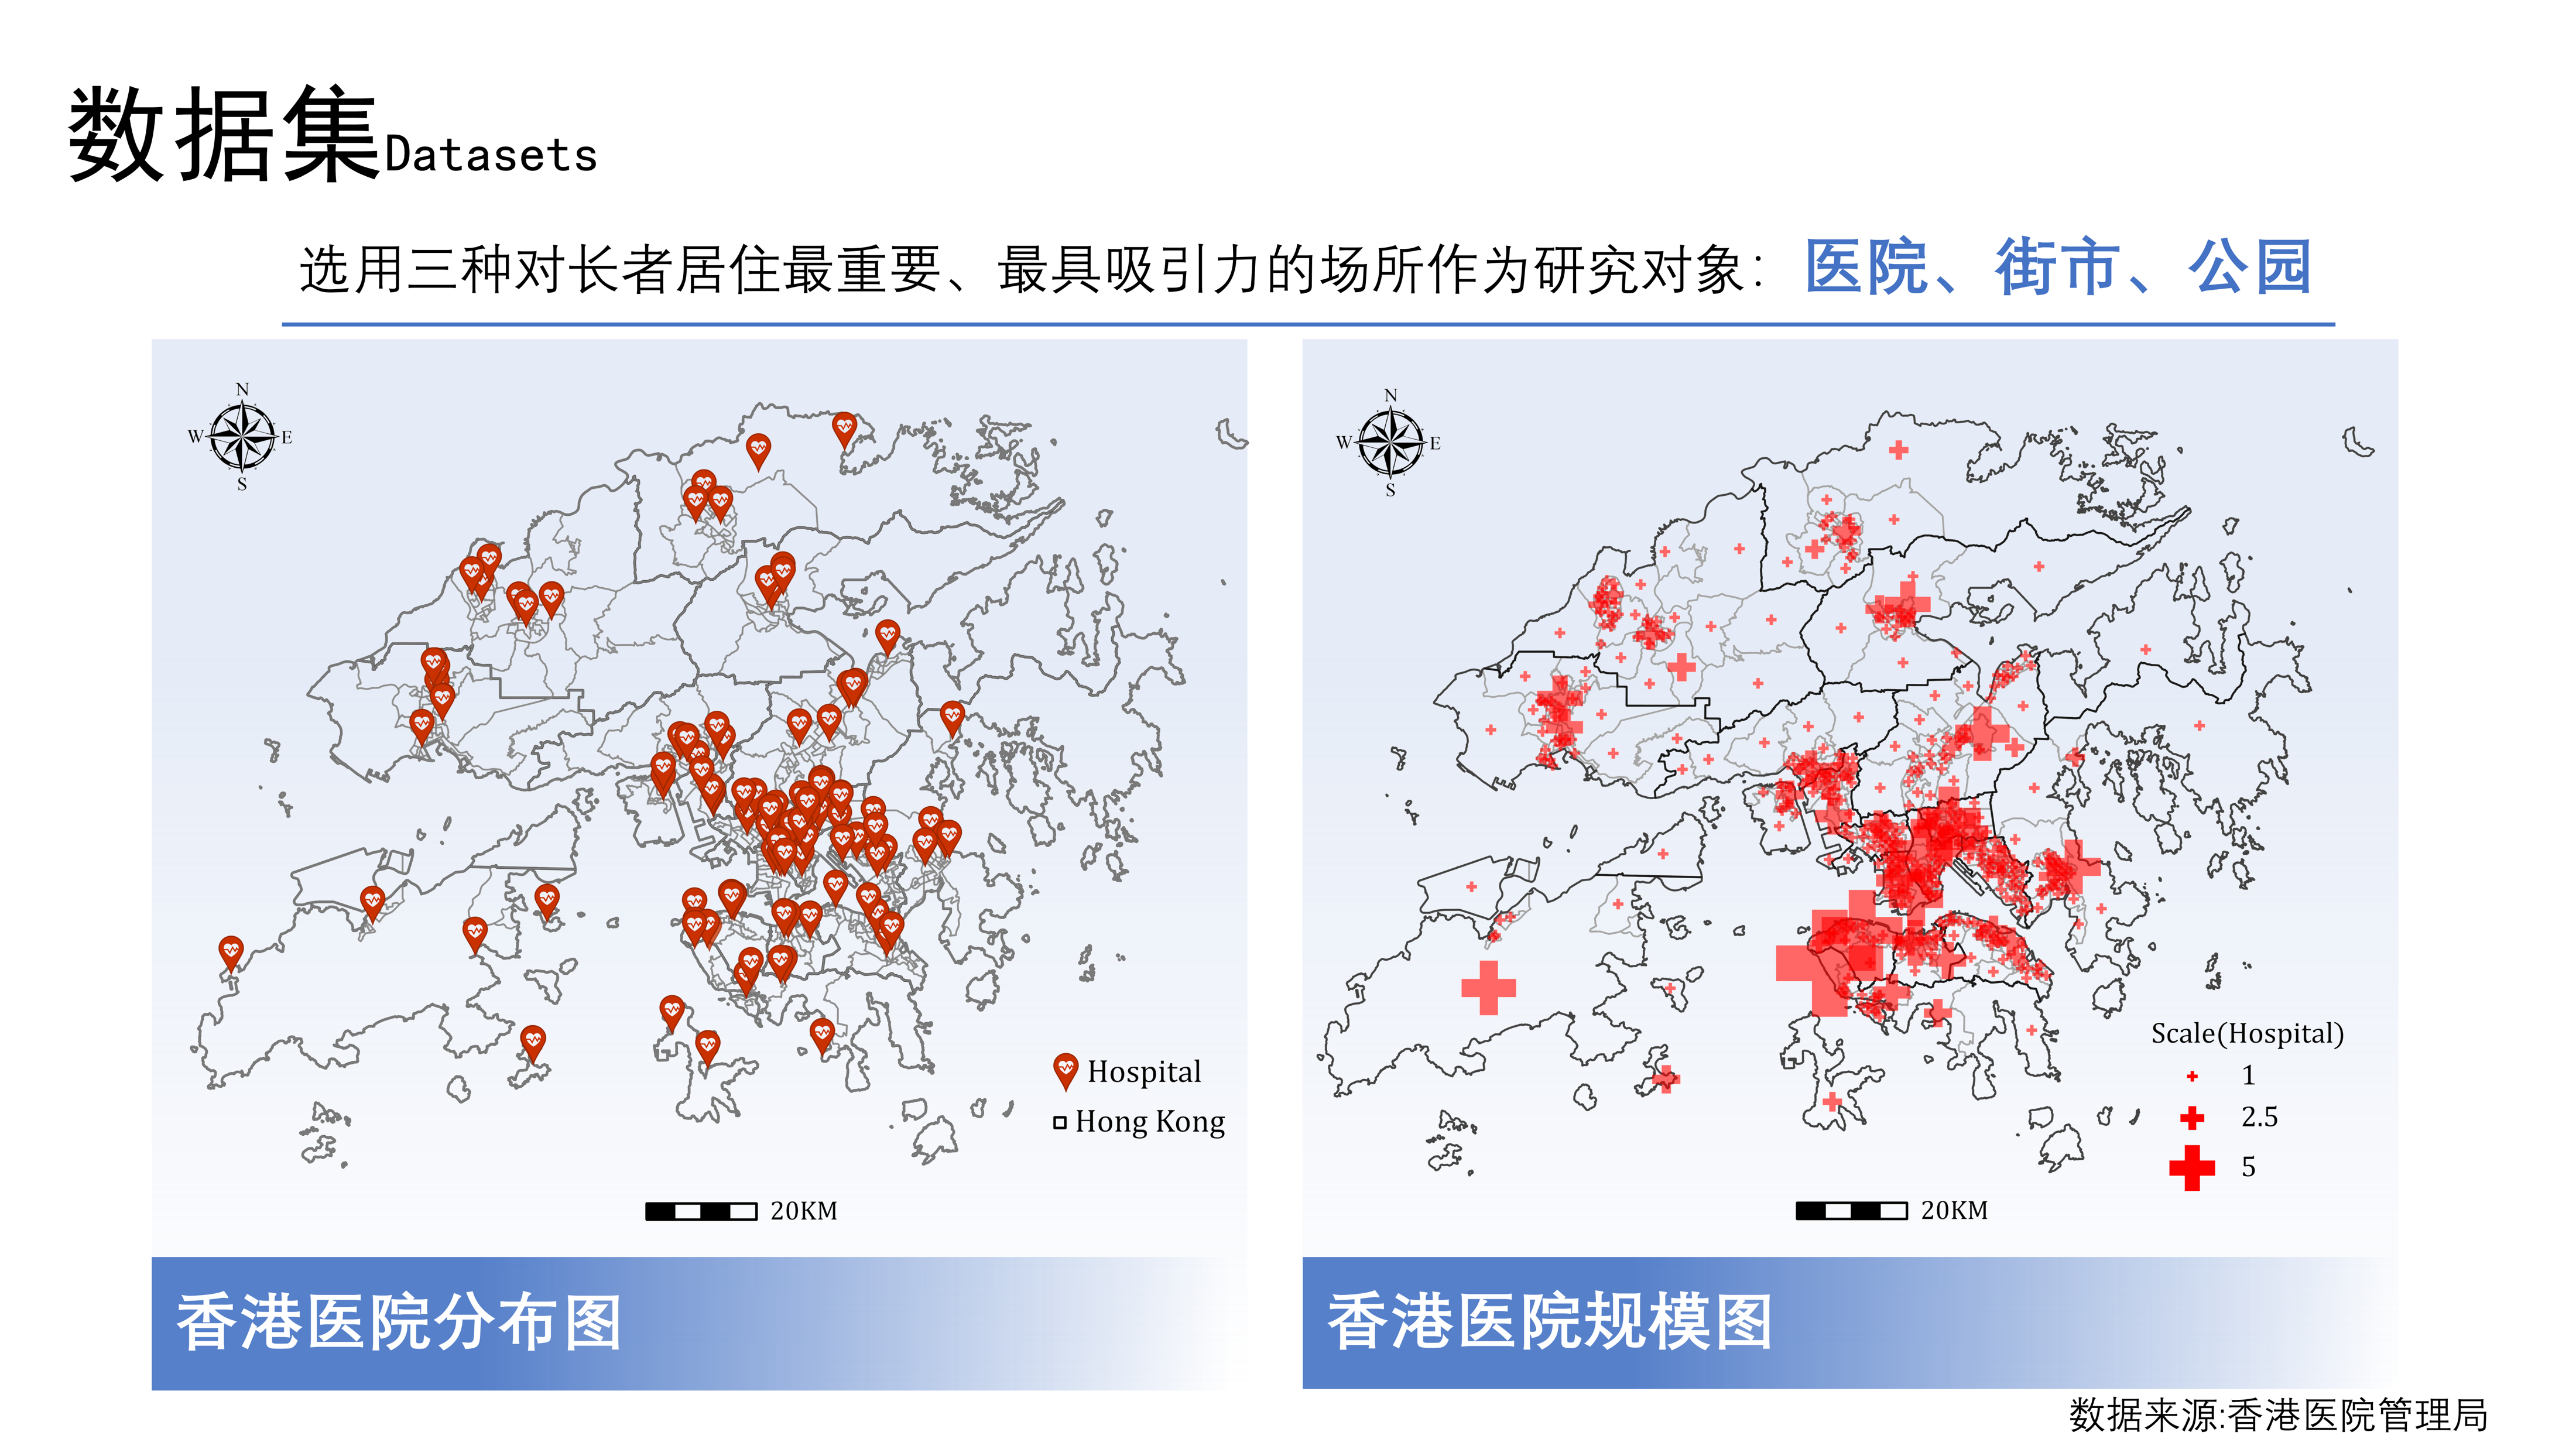 数据集Datasets
选用三种对长者居住最重要、最具吸引力的场所作为研究对象：医院、街市、公园
N
W E
S
Hospital
Hong Kong
20KM
香港医院分布图
N
W E
S
Scale(Hospital)
1
2.5
5
20KM
香港医院规模图
数据来源:香港医院管理局